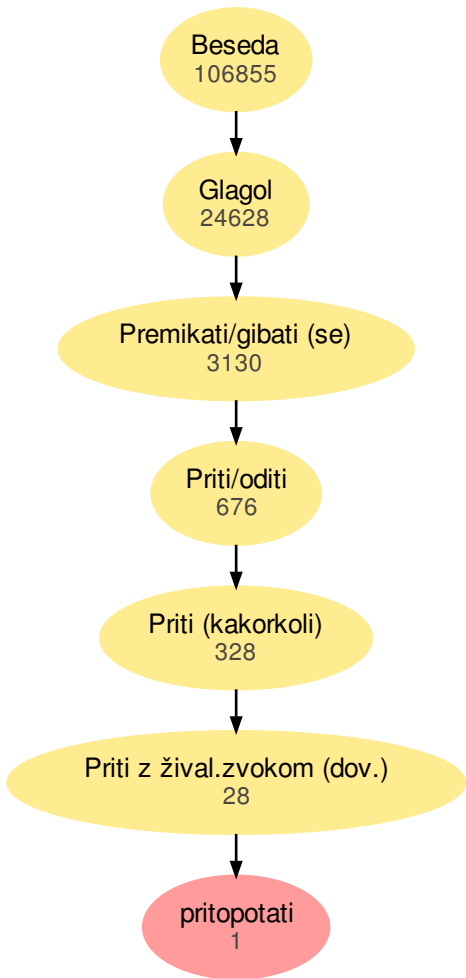 Beseda
106855
Glagol
24628
Premikati/gibati (se)
3130
Priti/oditi
676
Priti (kakorkoli)
328
Priti z žival.zvokom (dov.)
28
pritopotati
1